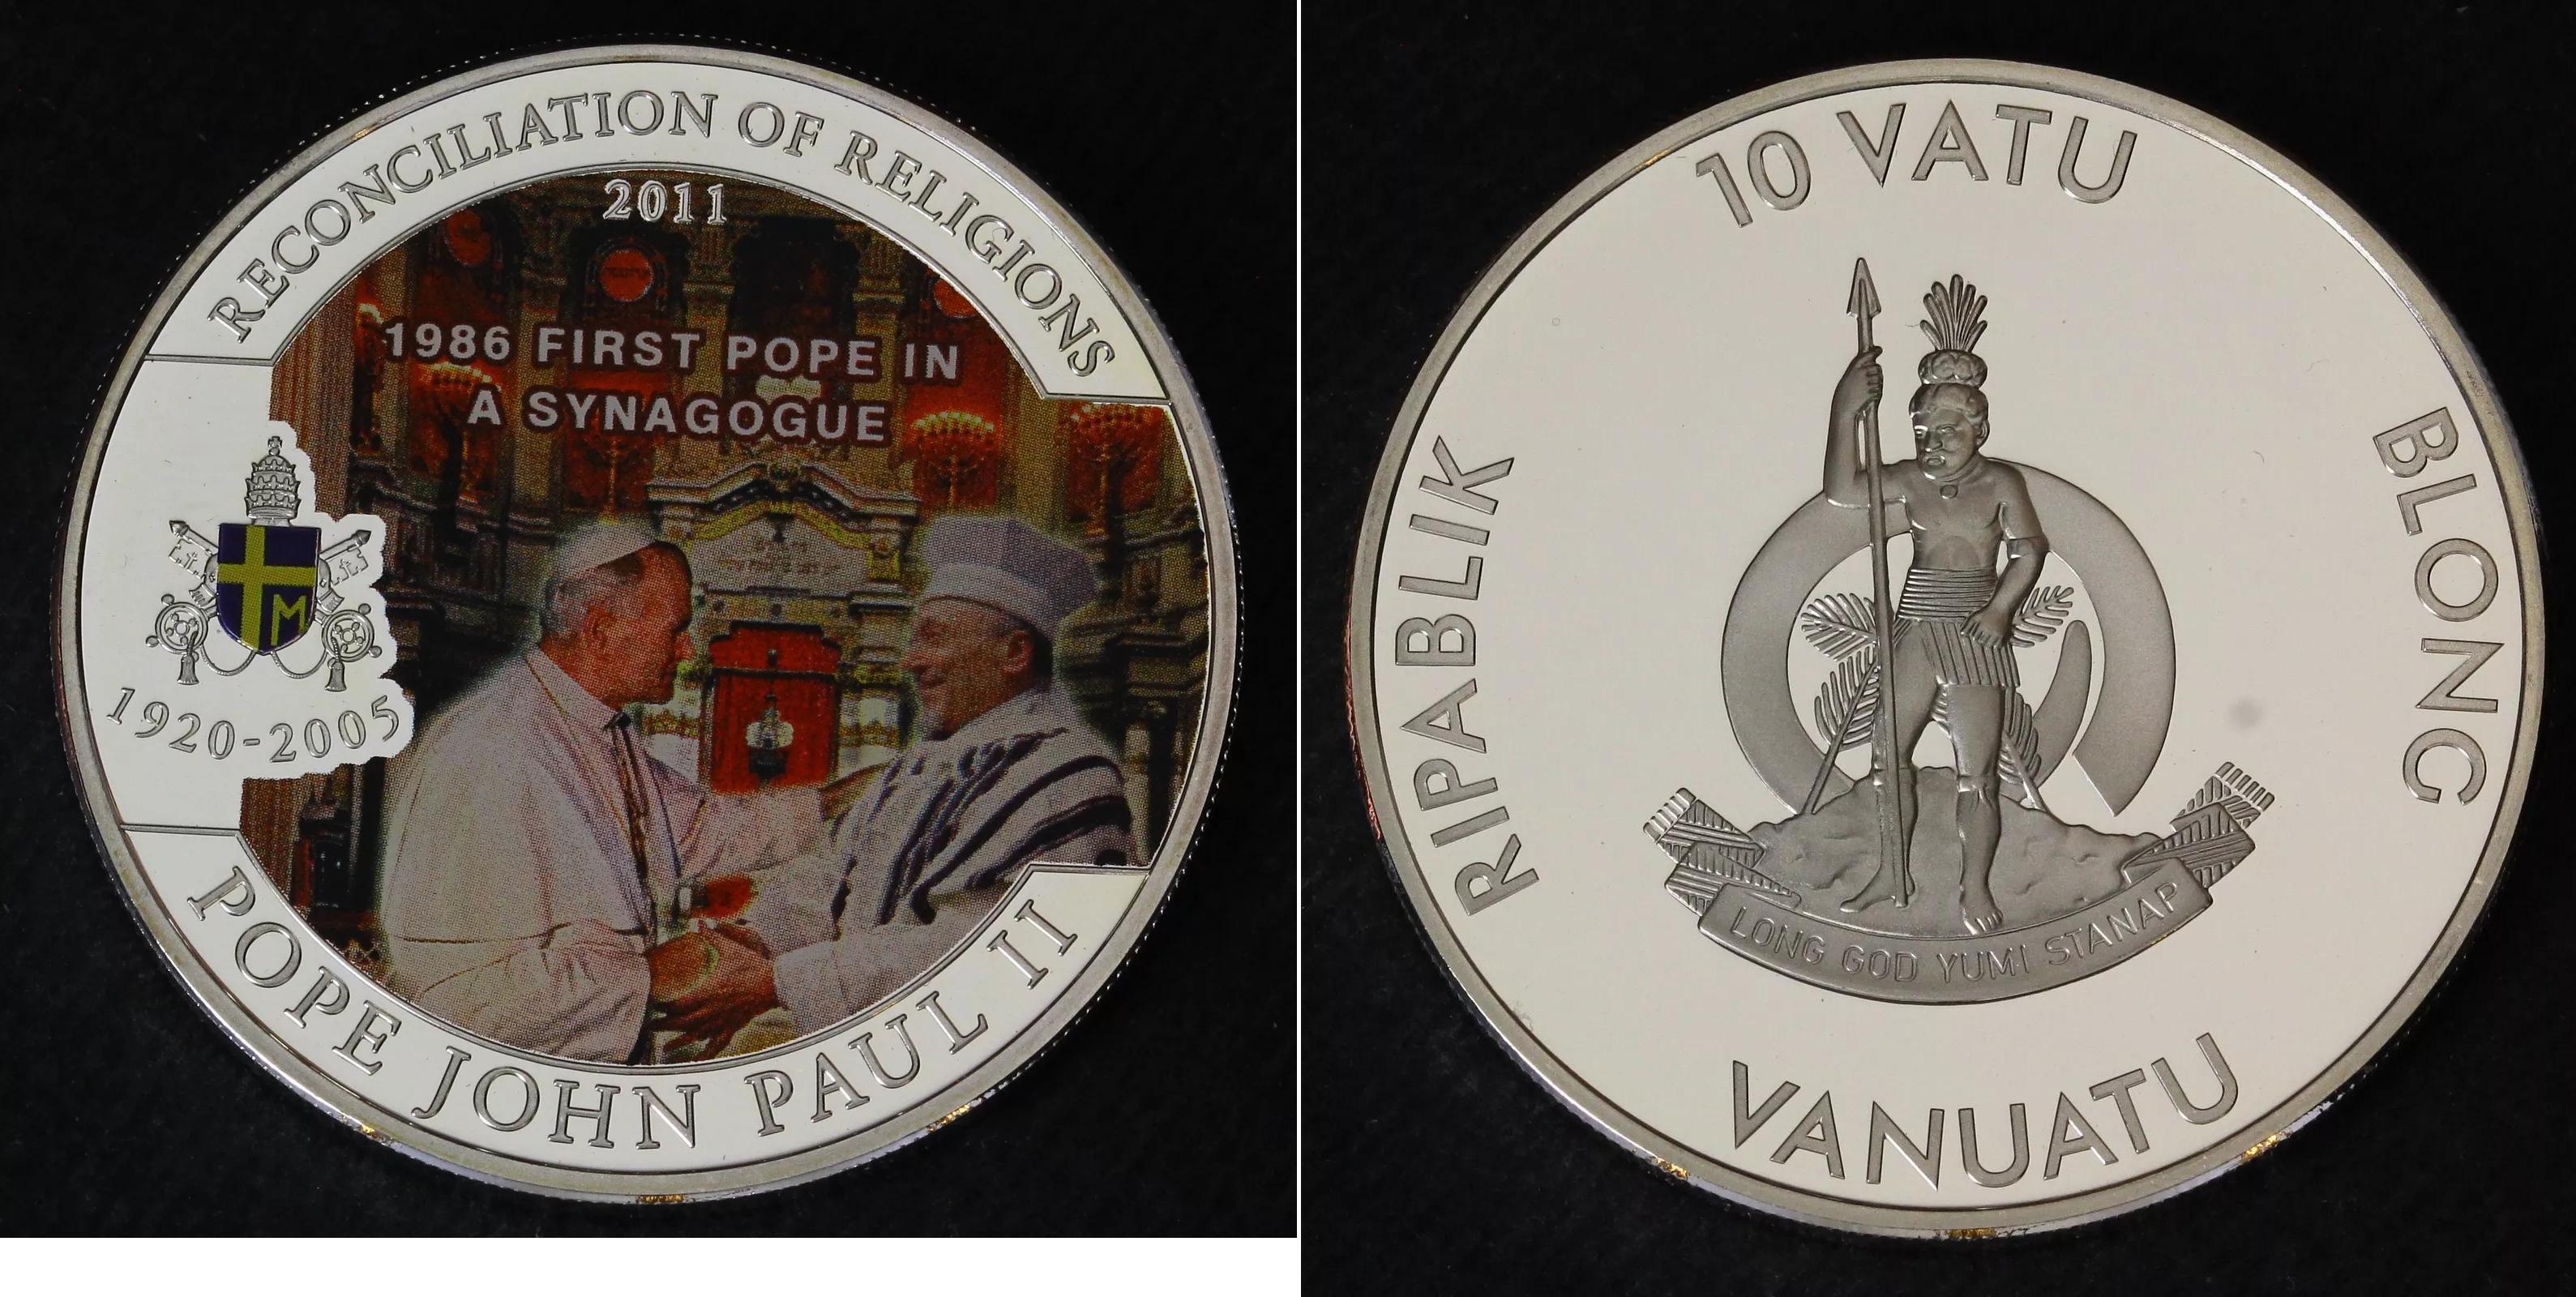 RECONCILIATION OF RELIGIONS
2011
1986 FIRST POPE IN
A SYNAGOGUE
M
1920-2005
POPE JOHN PAUL II
10 VATU
RIPABLIK
BLONG
VANUATU
LONG GOD YUMI STANAP